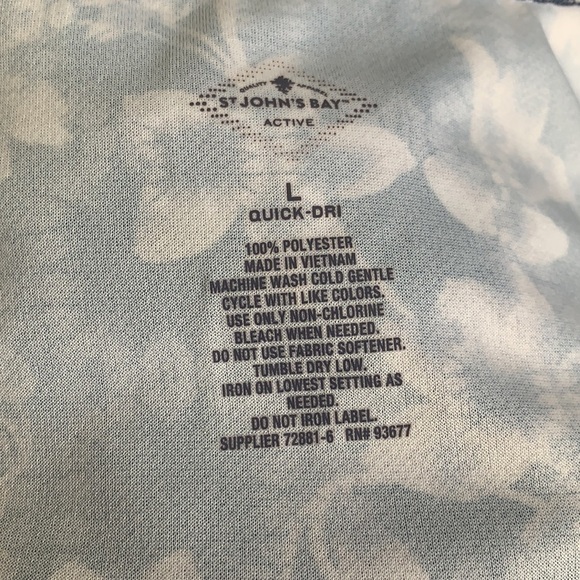 ST JOHN'S BAY
ACTIVE
L
QUICK-DRI
100% POLYESTER
MADE IN VIETNAM
MACHINE WASH COLD GENTLE
CYCLE WITH LIKE COLORS.
USE ONLY NON-CHLORINE
BLEACH WHEN NEEDED.
DO NOT USE FABRIC SOFTENER.
TUMBLE DRY LOW.
IRON ON LOWEST SETTING AS
NEEDED.
DO NOT IRON LABEL.
SUPPLIER 72881-6 RN# 93677